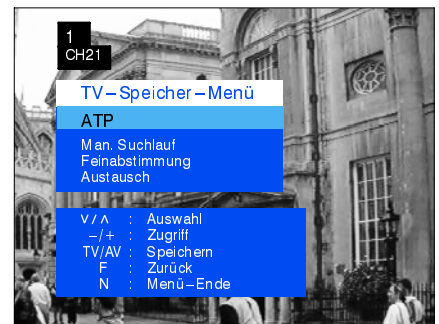 1
CH21
TV–Speicher–Menü
ATP
Man. Suchlauf
Feinabstimmung
Austausch
∨/∧ : Auswahl
–/+ : Zugriff
TV/AV : Speichern
F : Zurück
N : Menü–Ende